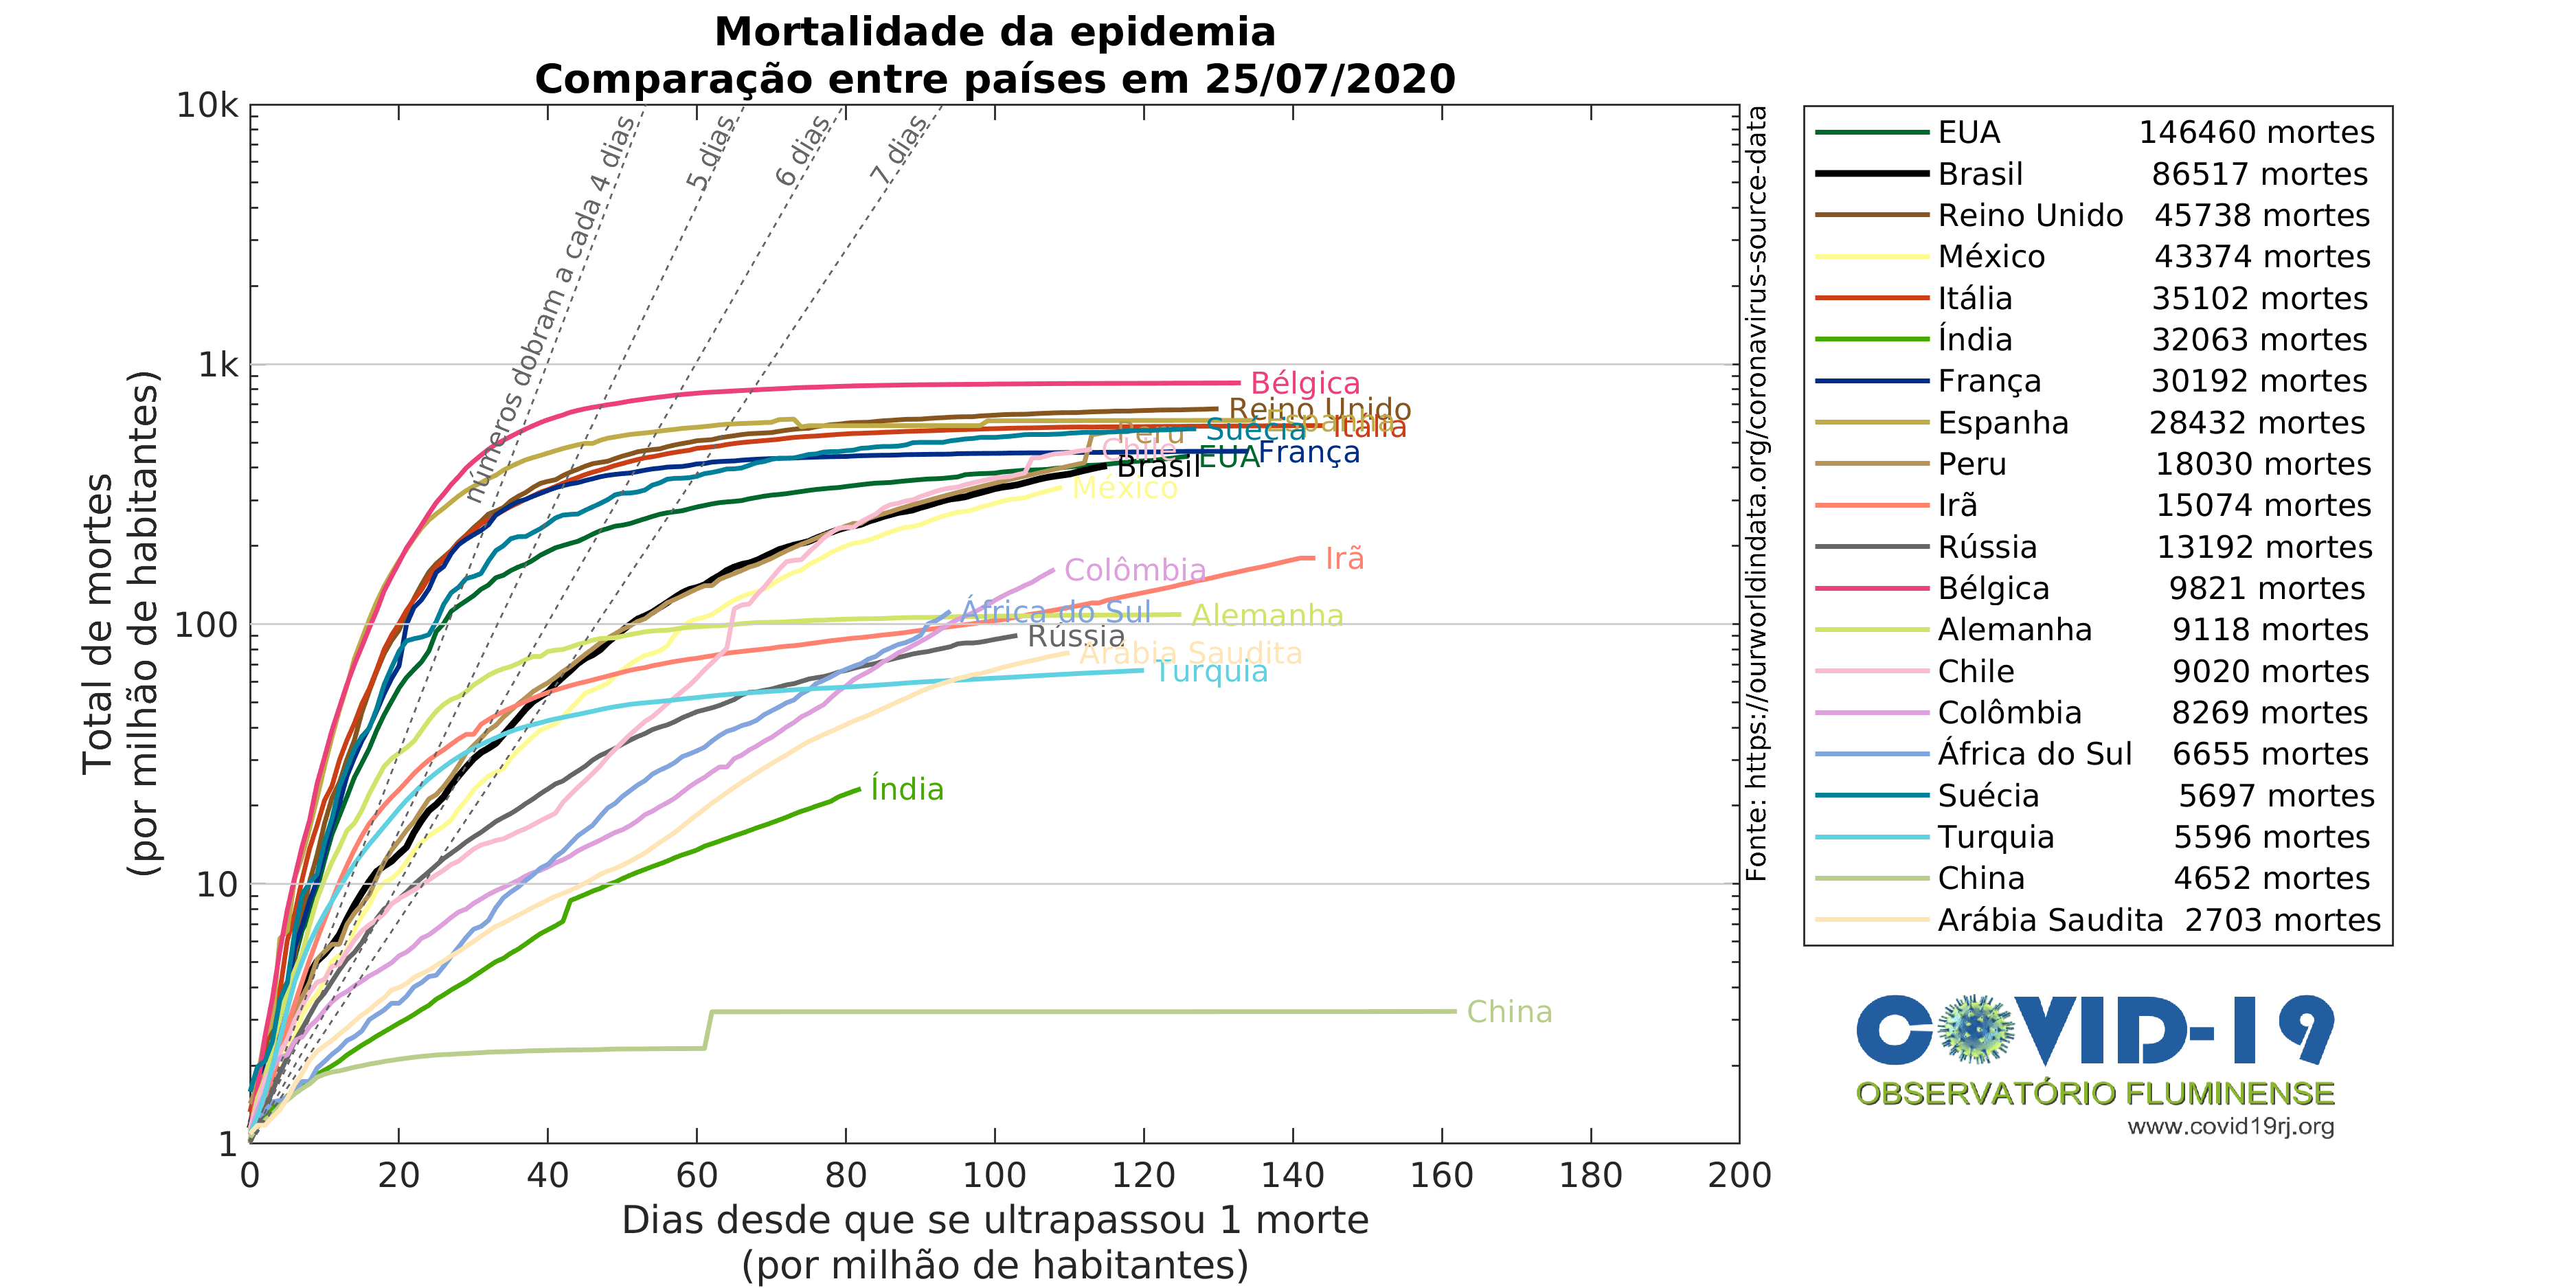 Mortalidade da epidemia
Comparação entre países em 25/07/2020
Total de mortes
(por milhão de habitantes)
10k
1k
100
10
1
0 20 40 60 80 100 120 140 160 180 200
Dias desde que se ultrapassou 1 morte
(por milhão de habitantes)
numeros dobram a cada 4 dias
5 dias
6 dias
7 dias
Bélgica
Reino Unido
Espanha
Itália
Suécia
Peru
Chile
França
EUA
Brasil
México
Irã
Colômbia
África do Sul
Alemanha
Rússia
Arábia Saudita
Turquia
Índia
China
Fonte: https://ourworldindata.org/coronavirus-source-data
EUA 146460 mortes
Brasil 86517 mortes
Reino Unido 45738 mortes
México 43374 mortes
Itália 35102 mortes
Índia 32063 mortes
França 30192 mortes
Espanha 28432 mortes
Peru 18030 mortes
Irã 15074 mortes
Rússia 13192 mortes
Bélgica 9821 mortes
Alemanha 9118 mortes
Chile 9020 mortes
Colômbia 8269 mortes
África do Sul 6655 mortes
Suécia 5697 mortes
Turquia 5596 mortes
China 4652 mortes
Arábia Saudita 2703 mortes
COVID-19
OBSERVATÓRIO FLUMINENSE
www.covid19rj.org